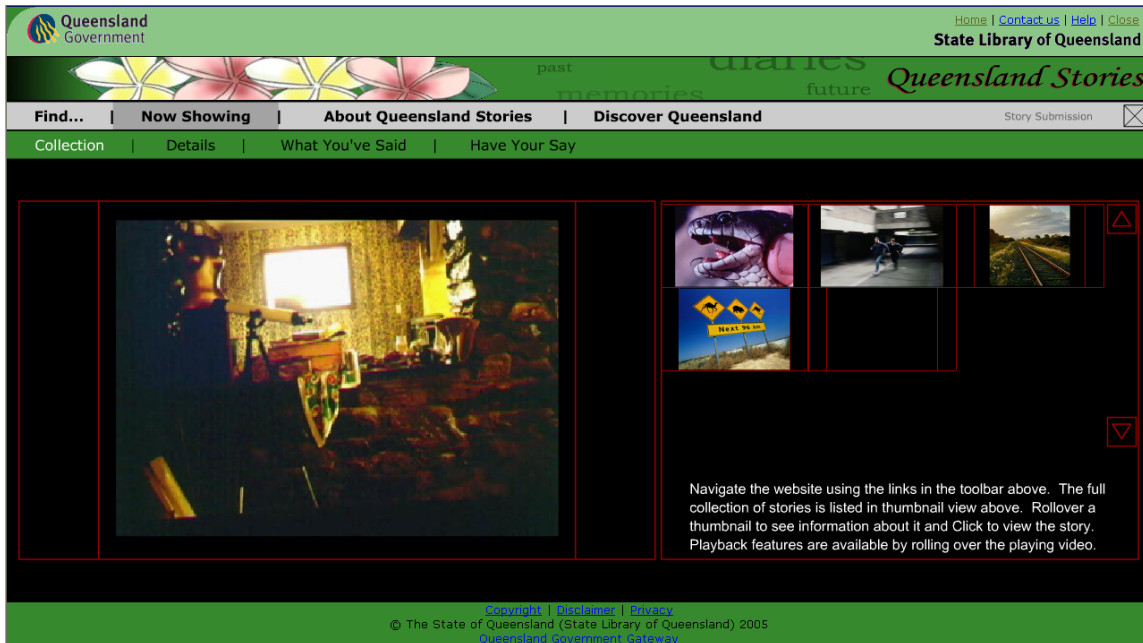 Queensland
Government
Home | Contact us | Help | Close
State Library of Queensland
past
diaries
memories
future
Queensland Stories
Find... | Now Showing | About Queensland Stories | Discover Queensland
Story Submission
Collection | Details | What You've Said | Have Your Say
Next 96 km
Navigate the website using the links in the toolbar above. The full
collection of stories is listed in thumbnail view above. Rollover a
thumbnail to see information about it and Click to view the story.
Playback features are available by rolling over the playing video.
Copyright | Disclaimer | Privacy
© The State of Queensland (State Library of Queensland) 2005
Queensland Government Gateway